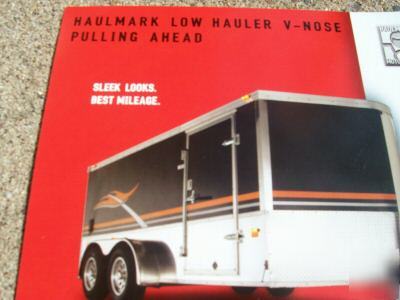 HAULMARK LOW HAULER V-NOSE
PULLING AHEAD
SLEEK LOOKS.
BEST MILEAGE.